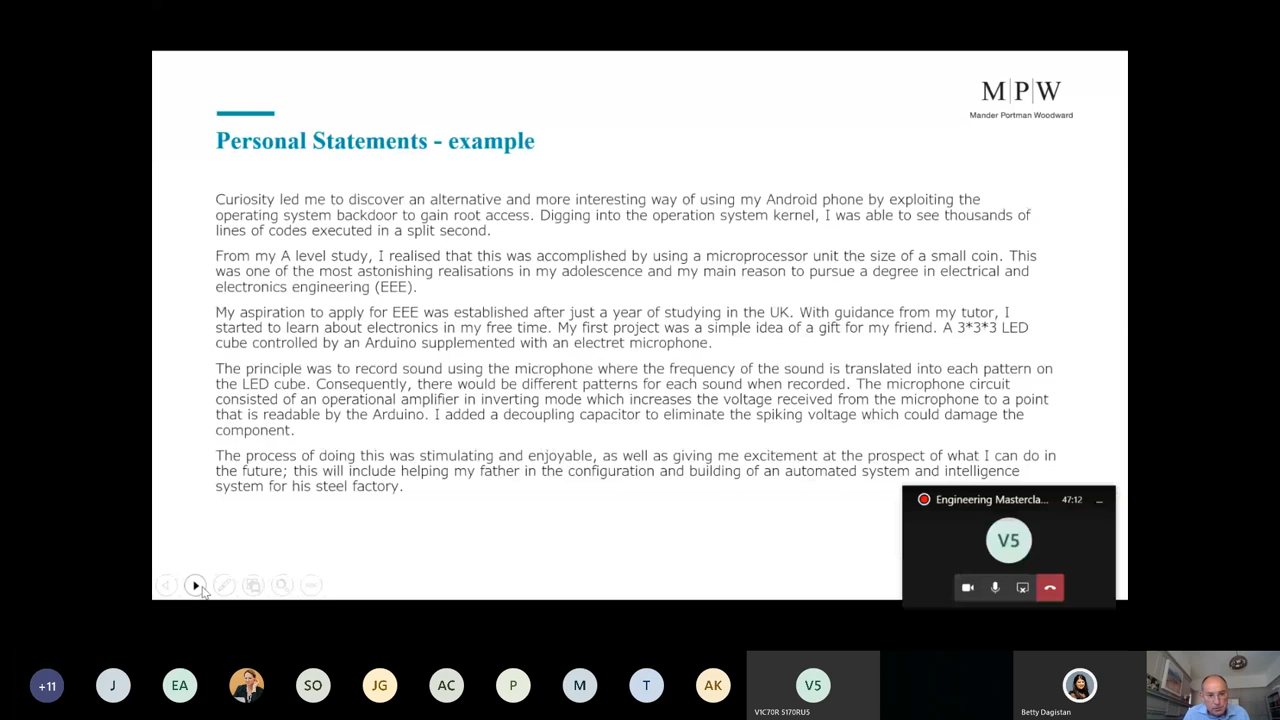 M|P|W
Mander Portman Woodward
Personal Statements - example
Curiosity led me to discover an alternative and more interesting way of using my Android phone by exploiting the
operating system backdoor to gain root access. Digging into the operation system kernel, I was able to see thousands of
lines of codes executed in a split second.
From my A level study, I realised that this was accomplished by using a microprocessor unit the size of a small coin. This
was one of the most astonishing realisations in my adolescence and my main reason to pursue a degree in electrical and
electronics engineering (EEE).
My aspiration to apply for EEE was established after just a year of studying in the UK. With guidance from my tutor, I
started to learn about electronics in my free time. My first project was a simple idea of a gift for my friend. A 3*3*3 LED
cube controlled by an Arduino supplemented with an electret microphone.
The principle was to record sound using the microphone where the frequency of the sound is translated into each pattern on
the LED cube. Consequently, there would be different patterns for each sound when recorded. The microphone circuit
consisted of an operational amplifier in inverting mode which increases the voltage received from the microphone to a point
that is readable by the Arduino. I added a decoupling capacitor to eliminate the spiking voltage which could damage the
component.
The process of doing this was stimulating and enjoyable, as well as giving me excitement at the prospect of what I can do in
the future; this will include helping my father in the configuration and building of an automated system and intelligence
system for his steel factory.
Engineering Mastercla... 47:12
V5
+11 J EA SO JG AC P M T AK V5
V1C70R S170RUS
Betty Dagistan